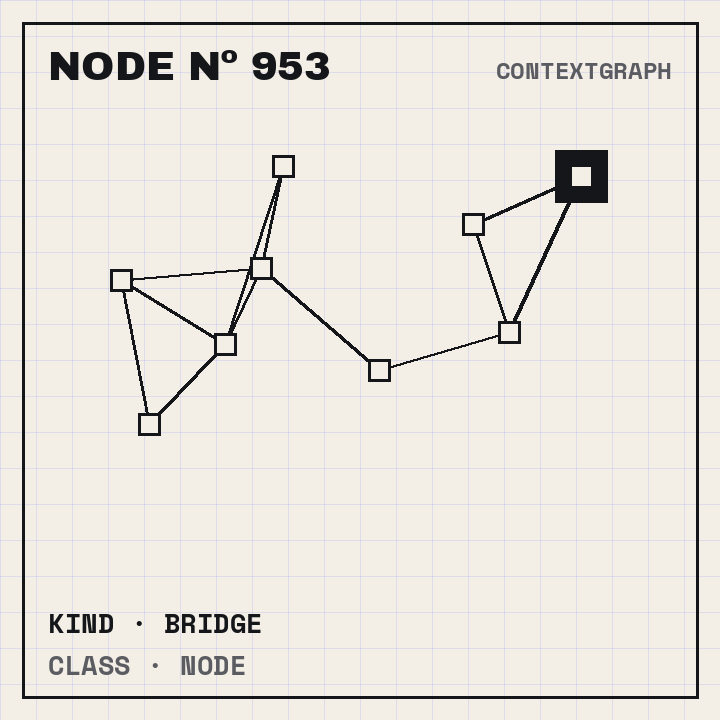 NODE Nº 953
CONTEXTGRAPH
KIND · BRIDGE
CLASS · NODE